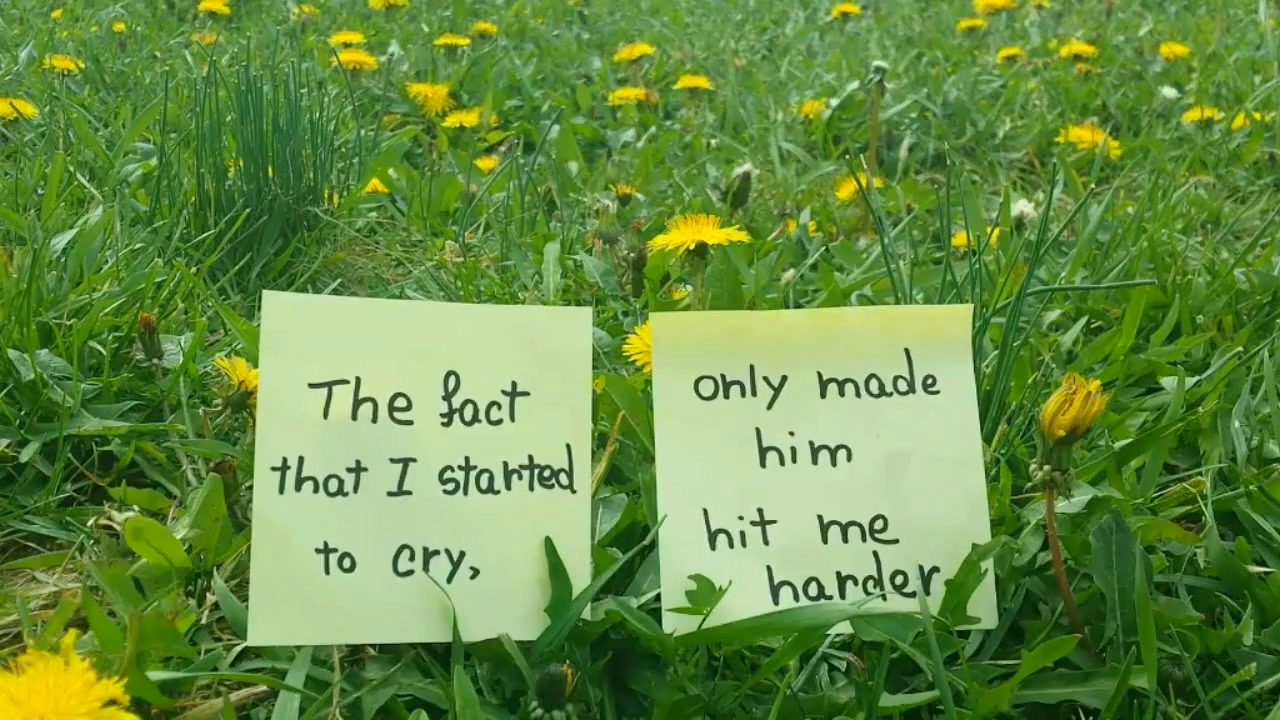 The fact
that I started
to cry,
only made
him
hit me
harder